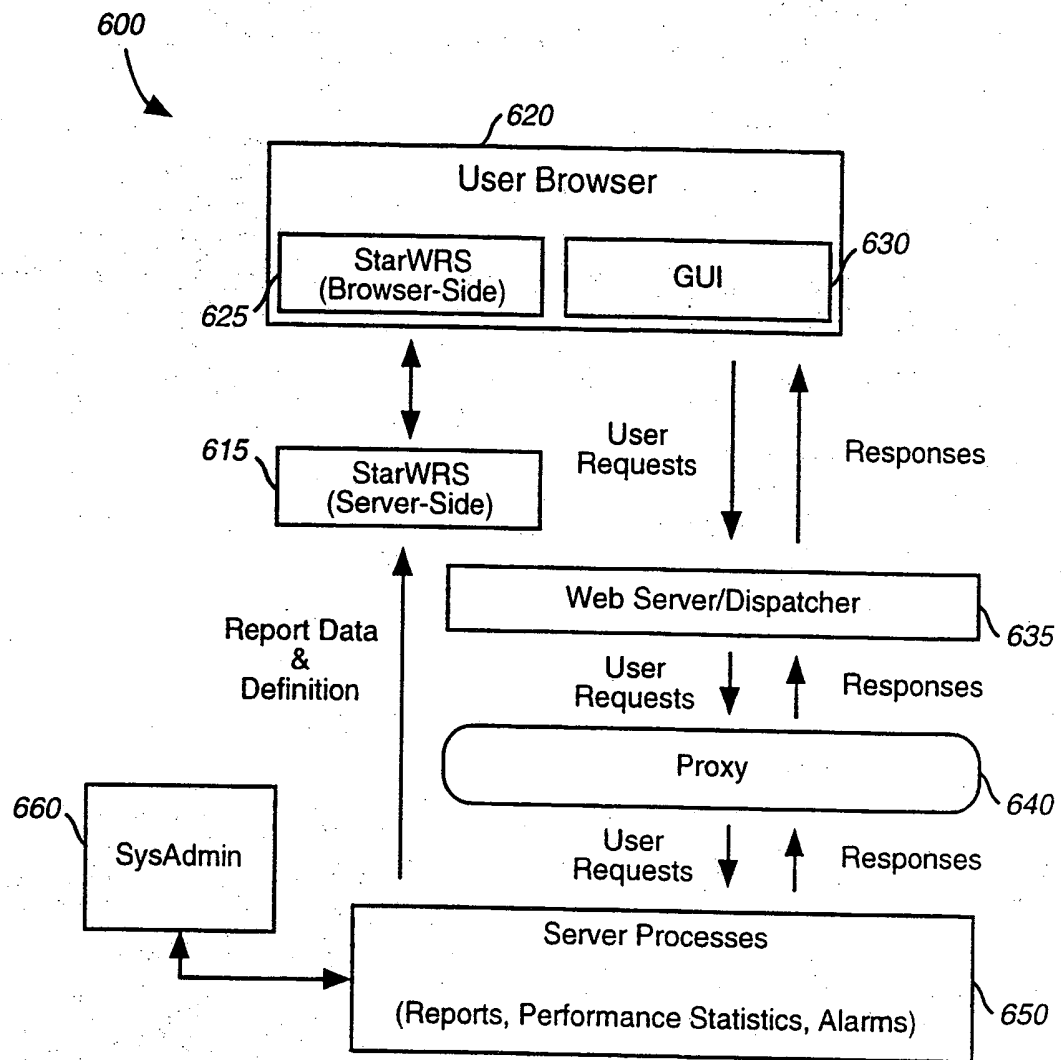 600
620
User Browser
StarWRS
(Browser-Side)
GUI
630
625
615
StarWRS
(Server-Side)
User
Requests
Responses
Web Server/Dispatcher
635
Report Data
&
Definition
User
Requests
Responses
Proxy
640
660
SysAdmin
User
Requests
Responses
Server Processes
(Reports, Performance Statistics, Alarms)
650